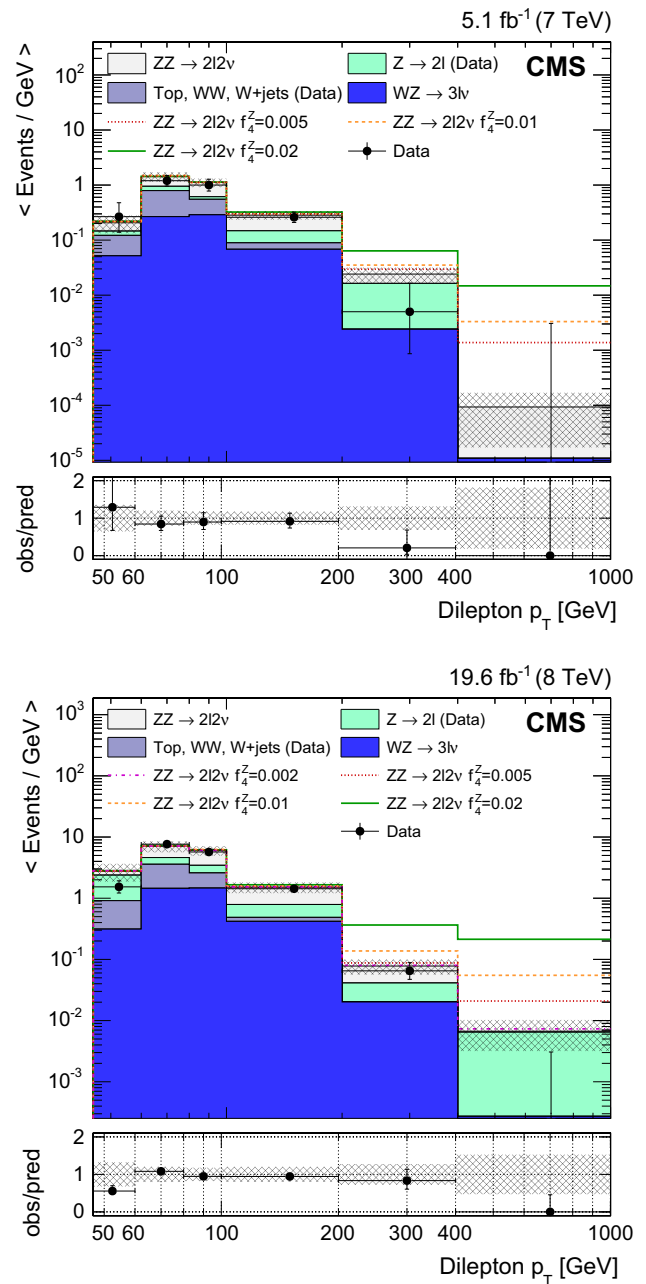 5.1 fb⁻¹ (7 TeV)
CMS
ZZ → 2l2ν
Z → 2l (Data)
Top, WW, W+jets (Data)
WZ → 3lν
ZZ → 2l2ν f₄ᶻ=0.005
ZZ → 2l2ν f₄ᶻ=0.01
ZZ → 2l2ν f₄ᶻ=0.02
Data
< Events / GeV >
10²
10
1
10⁻¹
10⁻²
10⁻³
10⁻⁴
10⁻⁵
obs/pred
2
1
0
50 60 100 200 300 400 1000
Dilepton p_T [GeV]
19.6 fb⁻¹ (8 TeV)
CMS
ZZ → 2l2ν
Z → 2l (Data)
Top, WW, W+jets (Data)
WZ → 3lν
ZZ → 2l2ν f₄ᶻ=0.002
ZZ → 2l2ν f₄ᶻ=0.005
ZZ → 2l2ν f₄ᶻ=0.01
ZZ → 2l2ν f₄ᶻ=0.02
Data
< Events / GeV >
10³
10²
10
1
10⁻¹
10⁻²
10⁻³
obs/pred
2
1
0
50 60 100 200 300 400 1000
Dilepton p_T [GeV]